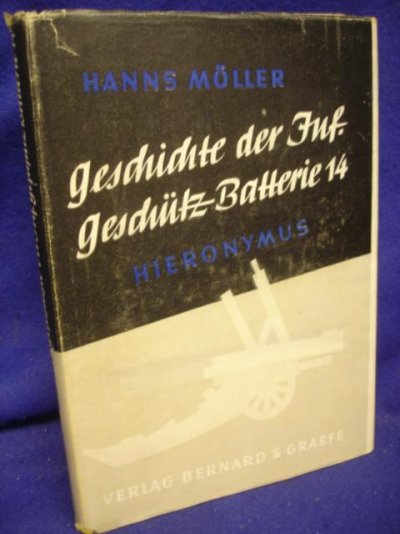 HANNS MÖLLER
Geschichte der Inf.
Geschütz-Batterie 14
HIERONYMUS
VERLAG BERNARD & GRAEFE